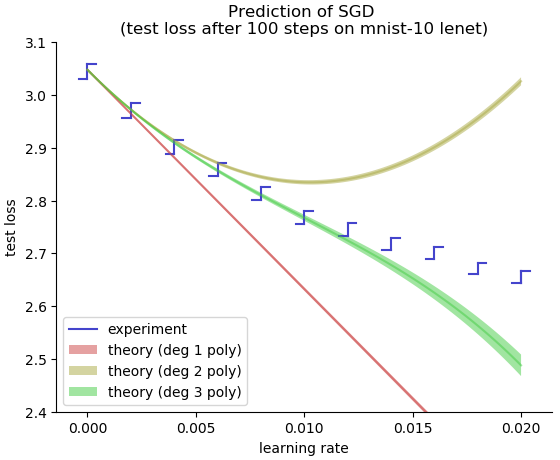 Prediction of SGD
(test loss after 100 steps on mnist-10 lenet)
3.1
3.0
2.9
2.8
2.7
2.6
2.5
2.4
test loss
experiment
theory (deg 1 poly)
theory (deg 2 poly)
theory (deg 3 poly)
0.000 0.005 0.010 0.015 0.020
learning rate